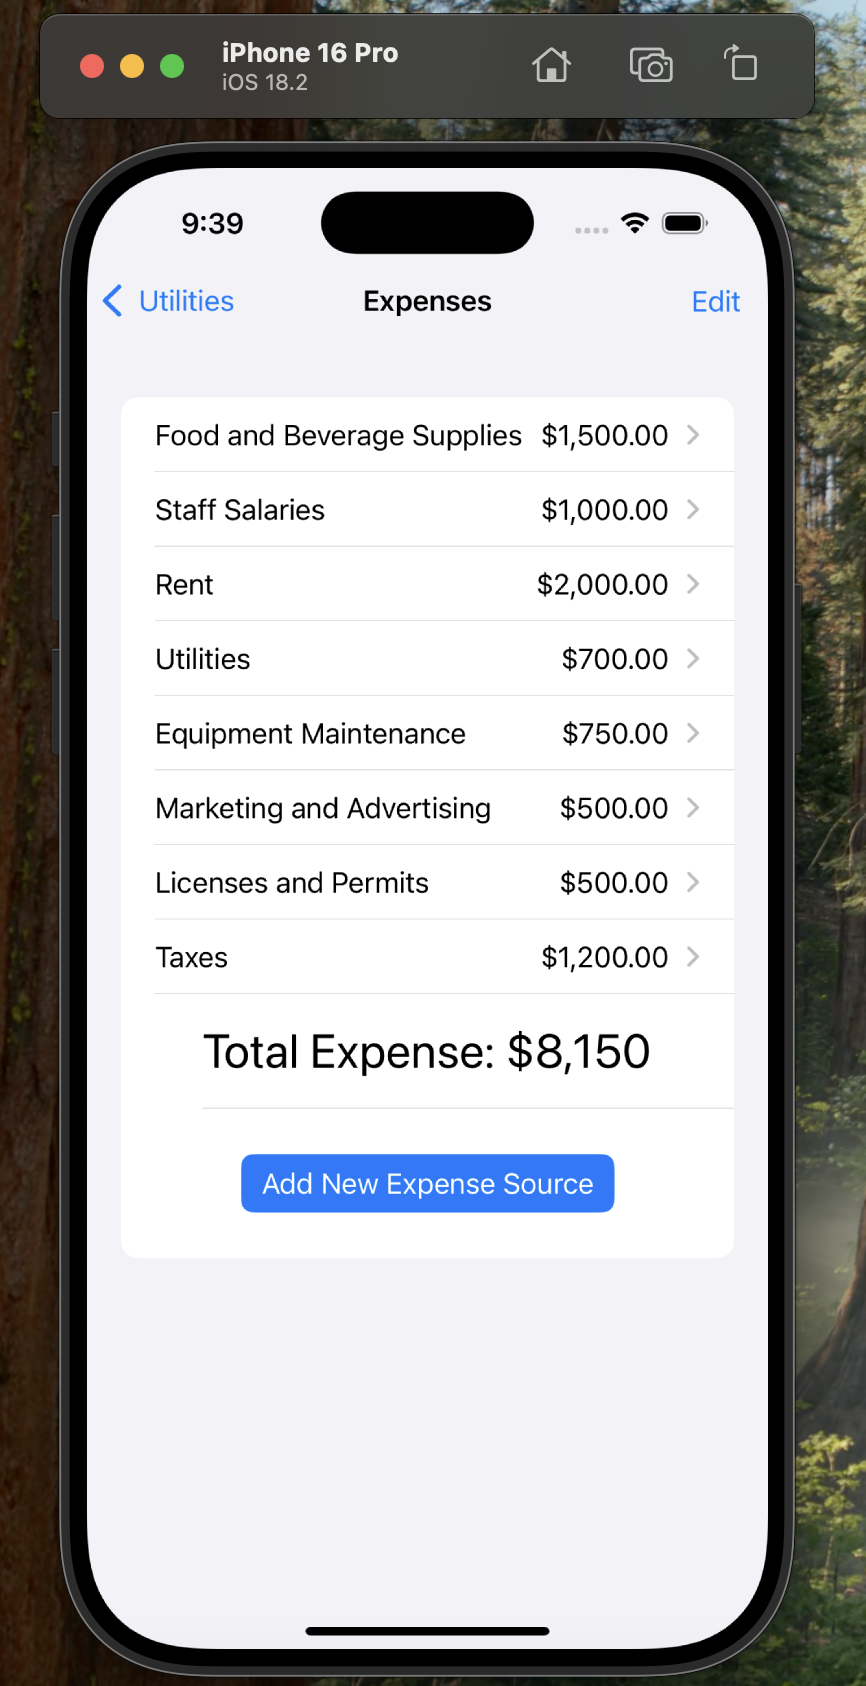 iPhone 16 Pro
iOS 18.2
9:39
Utilities Expenses Edit
Food and Beverage Supplies $1,500.00
Staff Salaries $1,000.00
Rent $2,000.00
Utilities $700.00
Equipment Maintenance $750.00
Marketing and Advertising $500.00
Licenses and Permits $500.00
Taxes $1,200.00
Total Expense: $8,150
Add New Expense Source